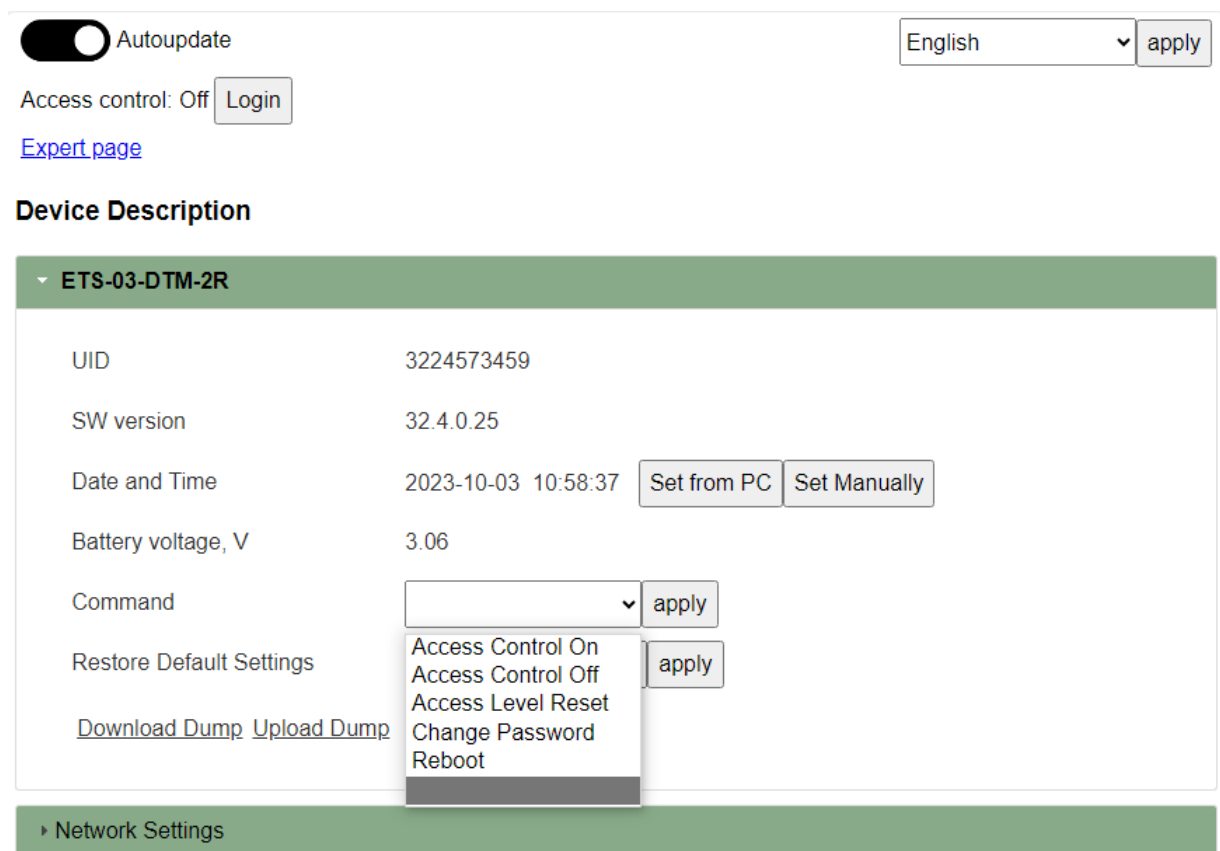 Autoupdate English apply
Access control: Off Login
Expert page
Device Description
ETS-03-DTM-2R
UID 3224573459
SW version 32.4.0.25
Date and Time 2023-10-03 10:58:37 Set from PC Set Manually
Battery voltage, V 3.06
Command apply
Access Control On
Restore Default Settings apply
Access Control Off
Access Level Reset
Download Dump Upload Dump Change Password
Reboot
Network Settings